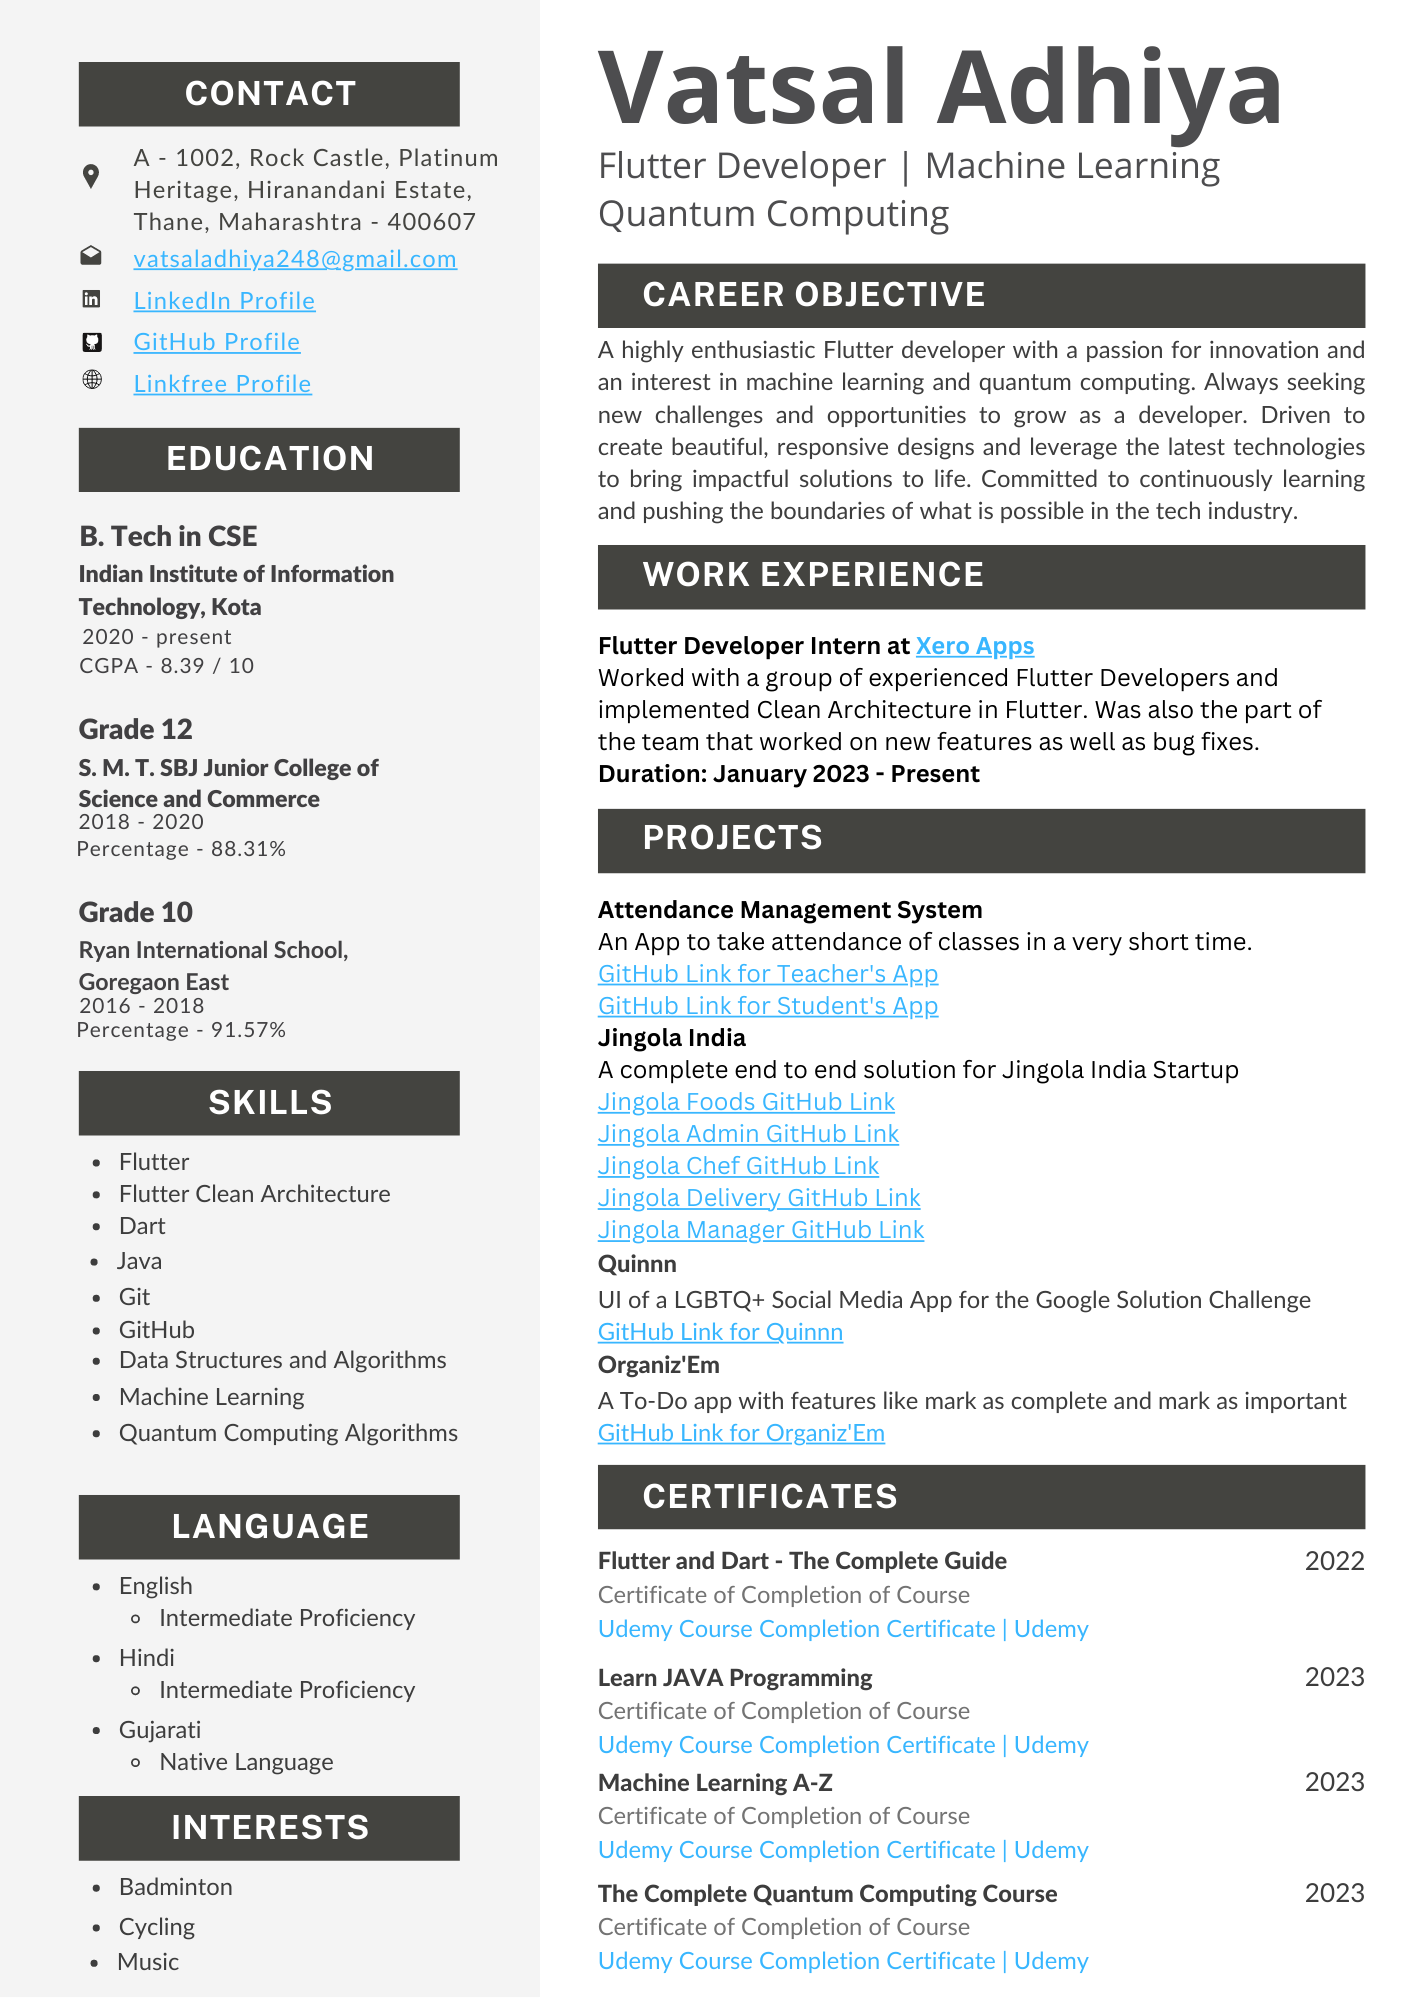 CONTACT
A - 1002, Rock Castle, Platinum
Heritage, Hiranandani Estate,
Thane, Maharashtra - 400607
vatsaladhiya248@gmail.com
LinkedIn Profile
GitHub Profile
Linkfree Profile
EDUCATION
B. Tech in CSE
Indian Institute of Information
Technology, Kota
2020 - present
CGPA - 8.39 / 10
Grade 12
S. M. T. SBJ Junior College of
Science and Commerce
2018 - 2020
Percentage - 88.31%
Grade 10
Ryan International School,
Goregaon East
2016 - 2018
Percentage - 91.57%
SKILLS
• Flutter
• Flutter Clean Architecture
• Dart
• Java
• Git
• GitHub
• Data Structures and Algorithms
• Machine Learning
• Quantum Computing Algorithms
LANGUAGE
• English
◦ Intermediate Proficiency
• Hindi
◦ Intermediate Proficiency
• Gujarati
◦ Native Language
INTERESTS
• Badminton
• Cycling
• Music
Vatsal Adhiya
Flutter Developer | Machine Learning
Quantum Computing
CAREER OBJECTIVE
A highly enthusiastic Flutter developer with a passion for innovation and
an interest in machine learning and quantum computing. Always seeking
new challenges and opportunities to grow as a developer. Driven to
create beautiful, responsive designs and leverage the latest technologies
to bring impactful solutions to life. Committed to continuously learning
and pushing the boundaries of what is possible in the tech industry.
WORK EXPERIENCE
Flutter Developer Intern at Xero Apps
Worked with a group of experienced Flutter Developers and
implemented Clean Architecture in Flutter. Was also the part of
the team that worked on new features as well as bug fixes.
Duration: January 2023 - Present
PROJECTS
Attendance Management System
An App to take attendance of classes in a very short time.
GitHub Link for Teacher's App
GitHub Link for Student's App
Jingola India
A complete end to end solution for Jingola India Startup
Jingola Foods GitHub Link
Jingola Admin GitHub Link
Jingola Chef GitHub Link
Jingola Delivery GitHub Link
Jingola Manager GitHub Link
Quinnn
UI of a LGBTQ+ Social Media App for the Google Solution Challenge
GitHub Link for Quinnn
Organiz'Em
A To-Do app with features like mark as complete and mark as important
GitHub Link for Organiz'Em
CERTIFICATES
Flutter and Dart - The Complete Guide 2022
Certificate of Completion of Course
Udemy Course Completion Certificate | Udemy
Learn JAVA Programming 2023
Certificate of Completion of Course
Udemy Course Completion Certificate | Udemy
Machine Learning A-Z 2023
Certificate of Completion of Course
Udemy Course Completion Certificate | Udemy
The Complete Quantum Computing Course 2023
Certificate of Completion of Course
Udemy Course Completion Certificate | Udemy